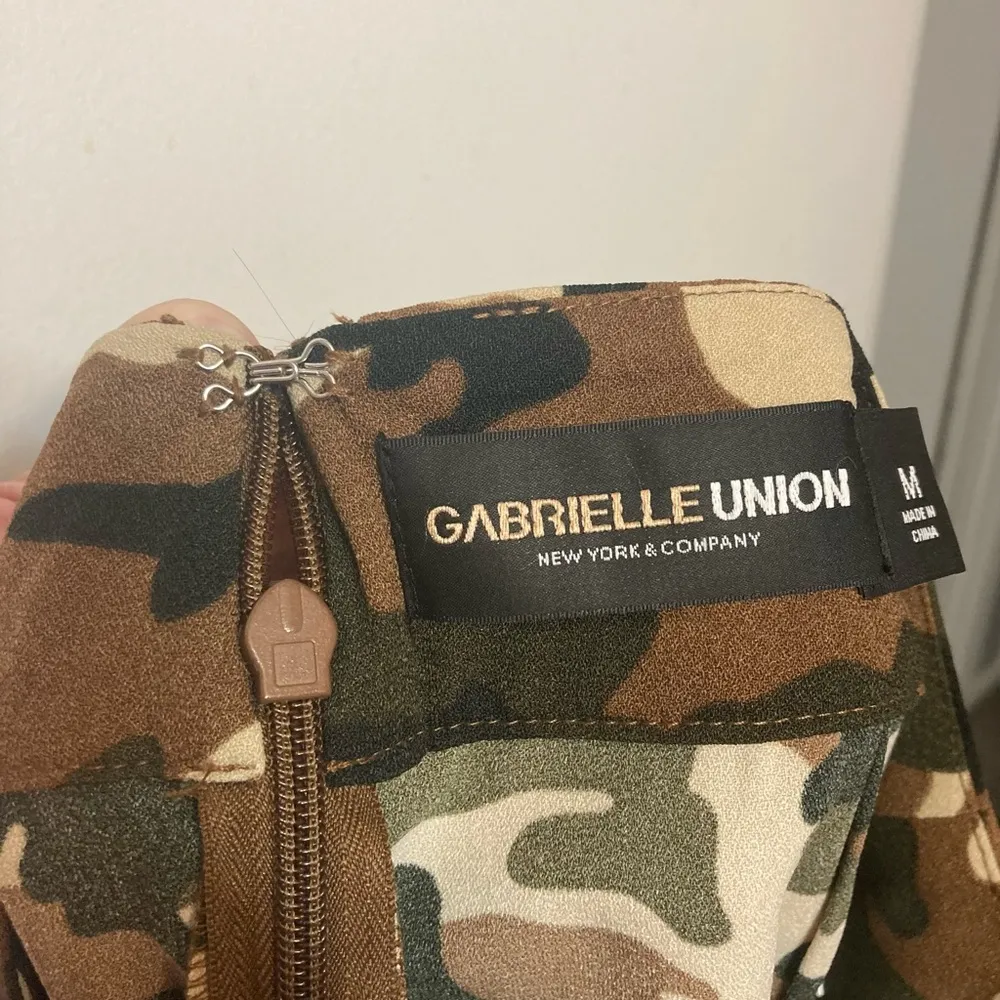 GABRIELLE UNION
NEW YORK & COMPANY
M
MADE IN
CHINA